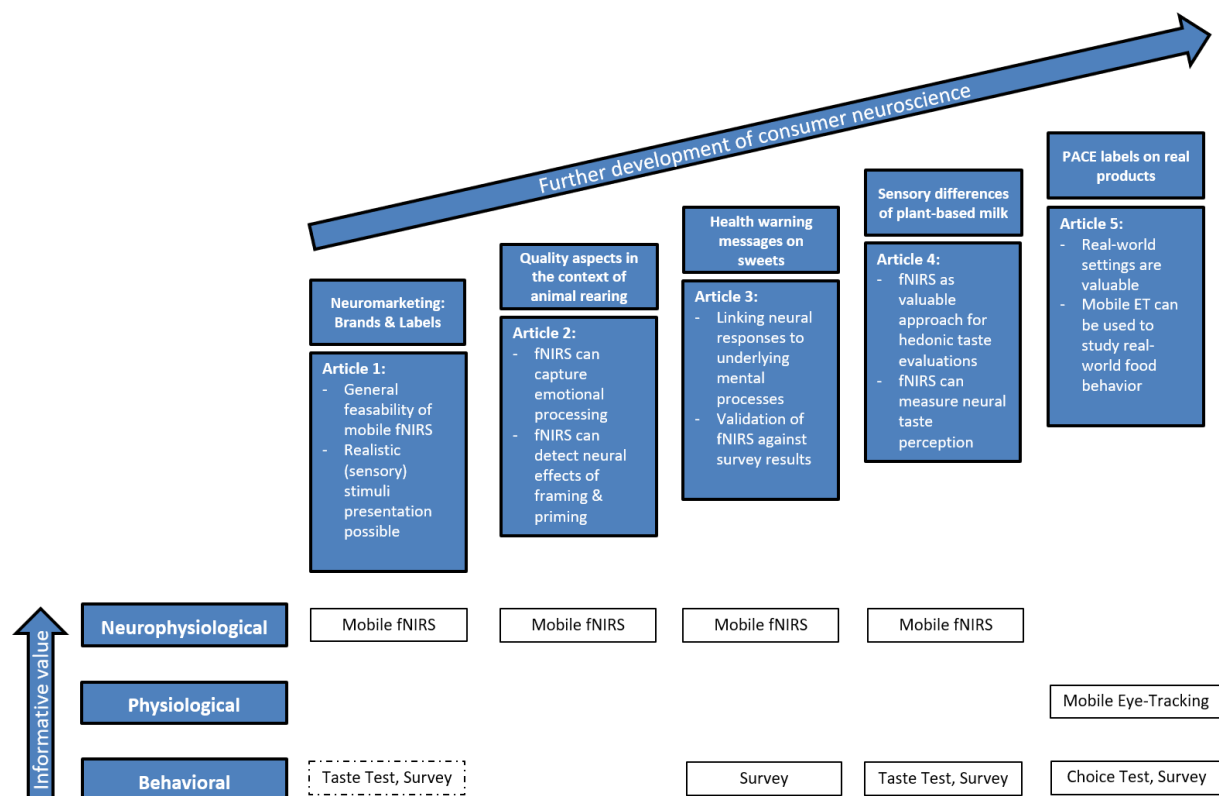 Further development of consumer neuroscience
PACE labels on real
products
Article 5:
- Real-world
settings are
valuable
- Mobile ET can
be used to
study real-
world food
behavior
Sensory differences
of plant-based milk
Article 4:
- fNIRS as
valuable
approach for
hedonic taste
evaluations
- fNIRS can
measure neural
taste
perception
Health warning
messages on
sweets
Article 3:
- Linking neural
responses to
underlying
mental
processes
- Validation of
fNIRS against
survey results
Quality aspects in
the context of
animal rearing
Article 2:
- fNIRS can
capture
emotional
processing
- fNIRS can
detect neural
effects of
framing &
priming
Neuromarketing:
Brands & Labels
Article 1:
- General
feasability of
mobile fNIRS
- Realistic
(sensory)
stimuli
presentation
possible
Informative value
Neurophysiological
Mobile fNIRS
Mobile fNIRS
Mobile fNIRS
Mobile fNIRS
Physiological
Mobile Eye-Tracking
Behavioral
Taste Test, Survey
Survey
Taste Test, Survey
Choice Test, Survey